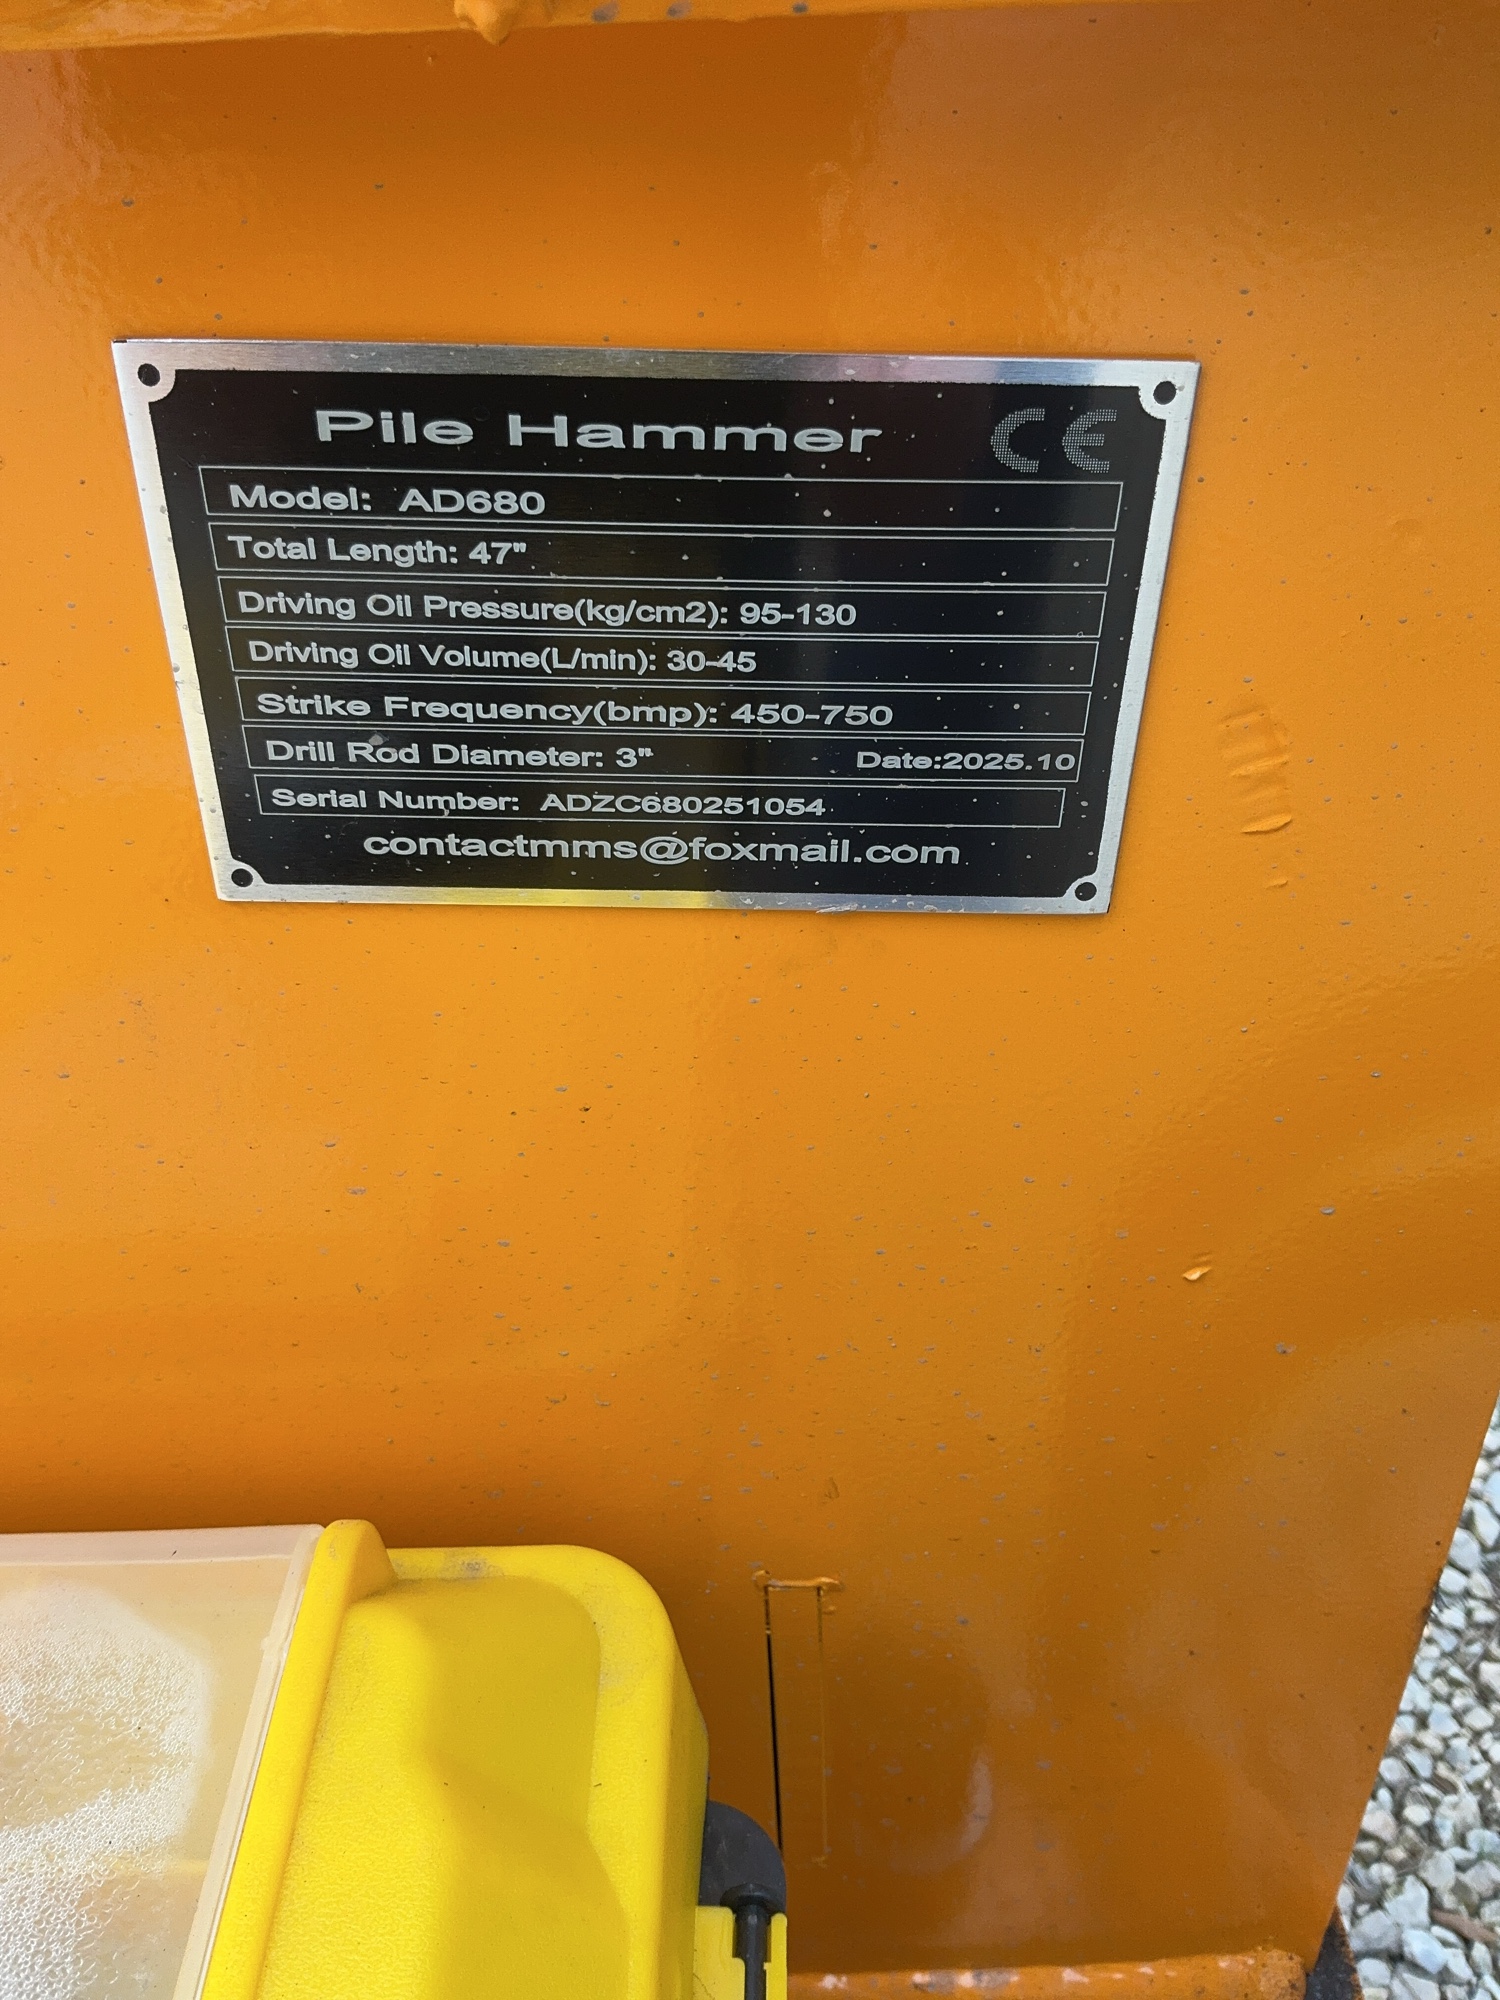 Pile Hammer CE
Model: AD680
Total Length: 47"
Driving Oil Pressure(kg/cm2): 95-130
Driving Oil Volume(L/min): 30-45
Strike Frequency(bmp): 450-750
Drill Rod Diameter: 3" Date:2025.10
Serial Number: ADZC680251054
contactmms@foxmail.com